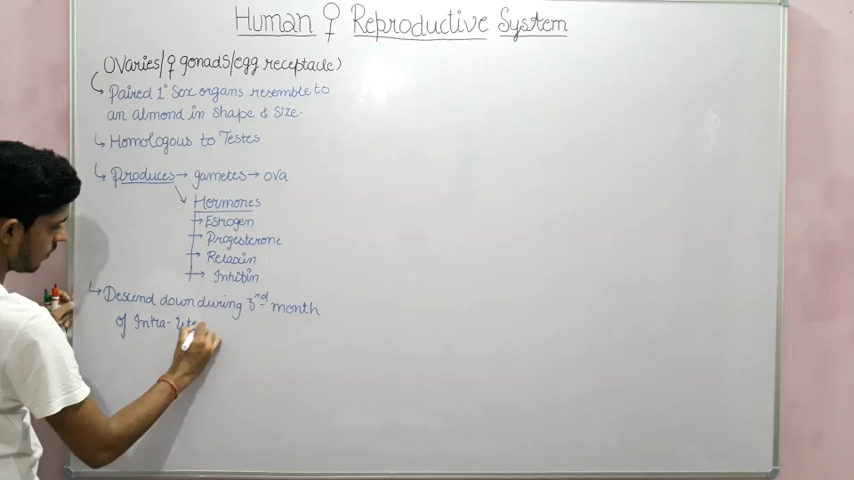 Human ♀ Reproductive System
Ovaries/♀ gonads/egg receptacle)
Paired 1° Sex organs resemble to
an almond in shape & size.
Homologous to Testes
Produces → gametes → ova
Hormones
Estrogen
Progesterone
Relaxin
Inhibin
Descend down during 3rd month
of Intra-Ute